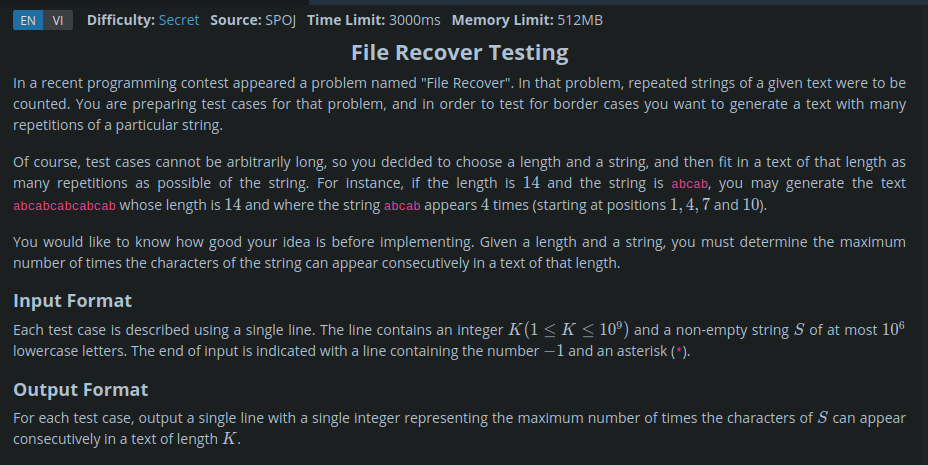 EN VI Difficulty: Secret Source: SPOJ Time Limit: 3000ms Memory Limit: 512MB
File Recover Testing
In a recent programming contest appeared a problem named "File Recover". In that problem, repeated strings of a given text were to be
counted. You are preparing test cases for that problem, and in order to test for border cases you want to generate a text with many
repetitions of a particular string.
Of course, test cases cannot be arbitrarily long, so you decided to choose a length and a string, and then fit in a text of that length as
many repetitions as possible of the string. For instance, if the length is 14 and the string is abcab, you may generate the text
abcabcabcabcab whose length is 14 and where the string abcab appears 4 times (starting at positions 1, 4, 7 and 10).
You would like to know how good your idea is before implementing. Given a length and a string, you must determine the maximum
number of times the characters of the string can appear consecutively in a text of that length.
Input Format
Each test case is described using a single line. The line contains an integer K(1 ≤ K ≤ 10⁹) and a non-empty string S of at most 10⁶
lowercase letters. The end of input is indicated with a line containing the number −1 and an asterisk (*).
Output Format
For each test case, output a single line with a single integer representing the maximum number of times the characters of S can appear
consecutively in a text of length K.